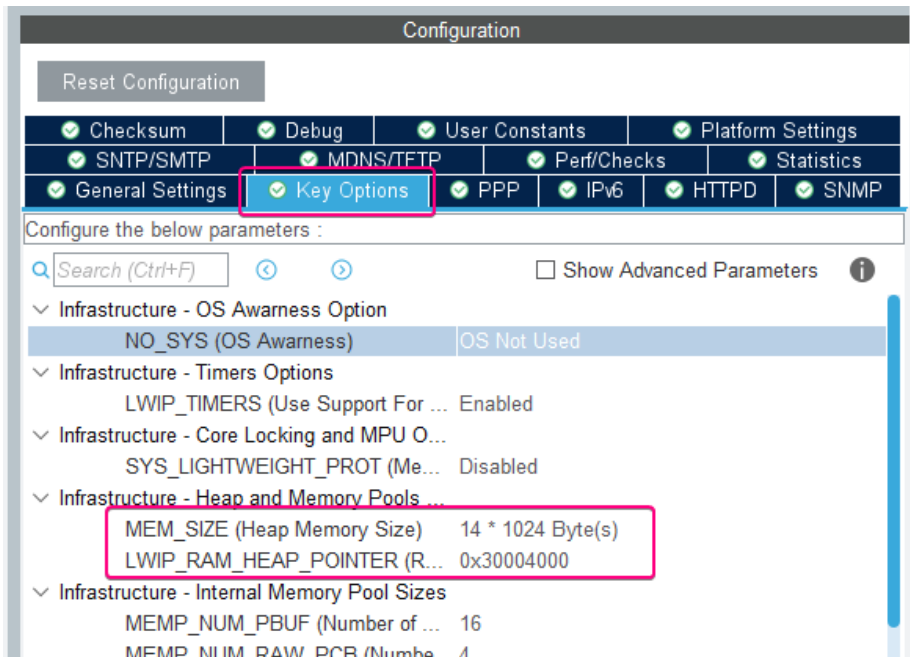 Configuration
Reset Configuration
Checksum Debug User Constants Platform Settings
SNTP/SMTP MDNS/TFTP Perf/Checks Statistics
General Settings Key Options PPP IPv6 HTTPD SNMP
Configure the below parameters :
Search (Ctrl+F) Show Advanced Parameters
Infrastructure - OS Awarness Option
NO_SYS (OS Awarness) OS Not Used
Infrastructure - Timers Options
LWIP_TIMERS (Use Support For ... Enabled
Infrastructure - Core Locking and MPU O...
SYS_LIGHTWEIGHT_PROT (Me... Disabled
Infrastructure - Heap and Memory Pools ...
MEM_SIZE (Heap Memory Size) 14 * 1024 Byte(s)
LWIP_RAM_HEAP_POINTER (R... 0x30004000
Infrastructure - Internal Memory Pool Sizes
MEMP_NUM_PBUF (Number of ... 16
MEMP_NUM_RAW_PCB (Numbe... 4